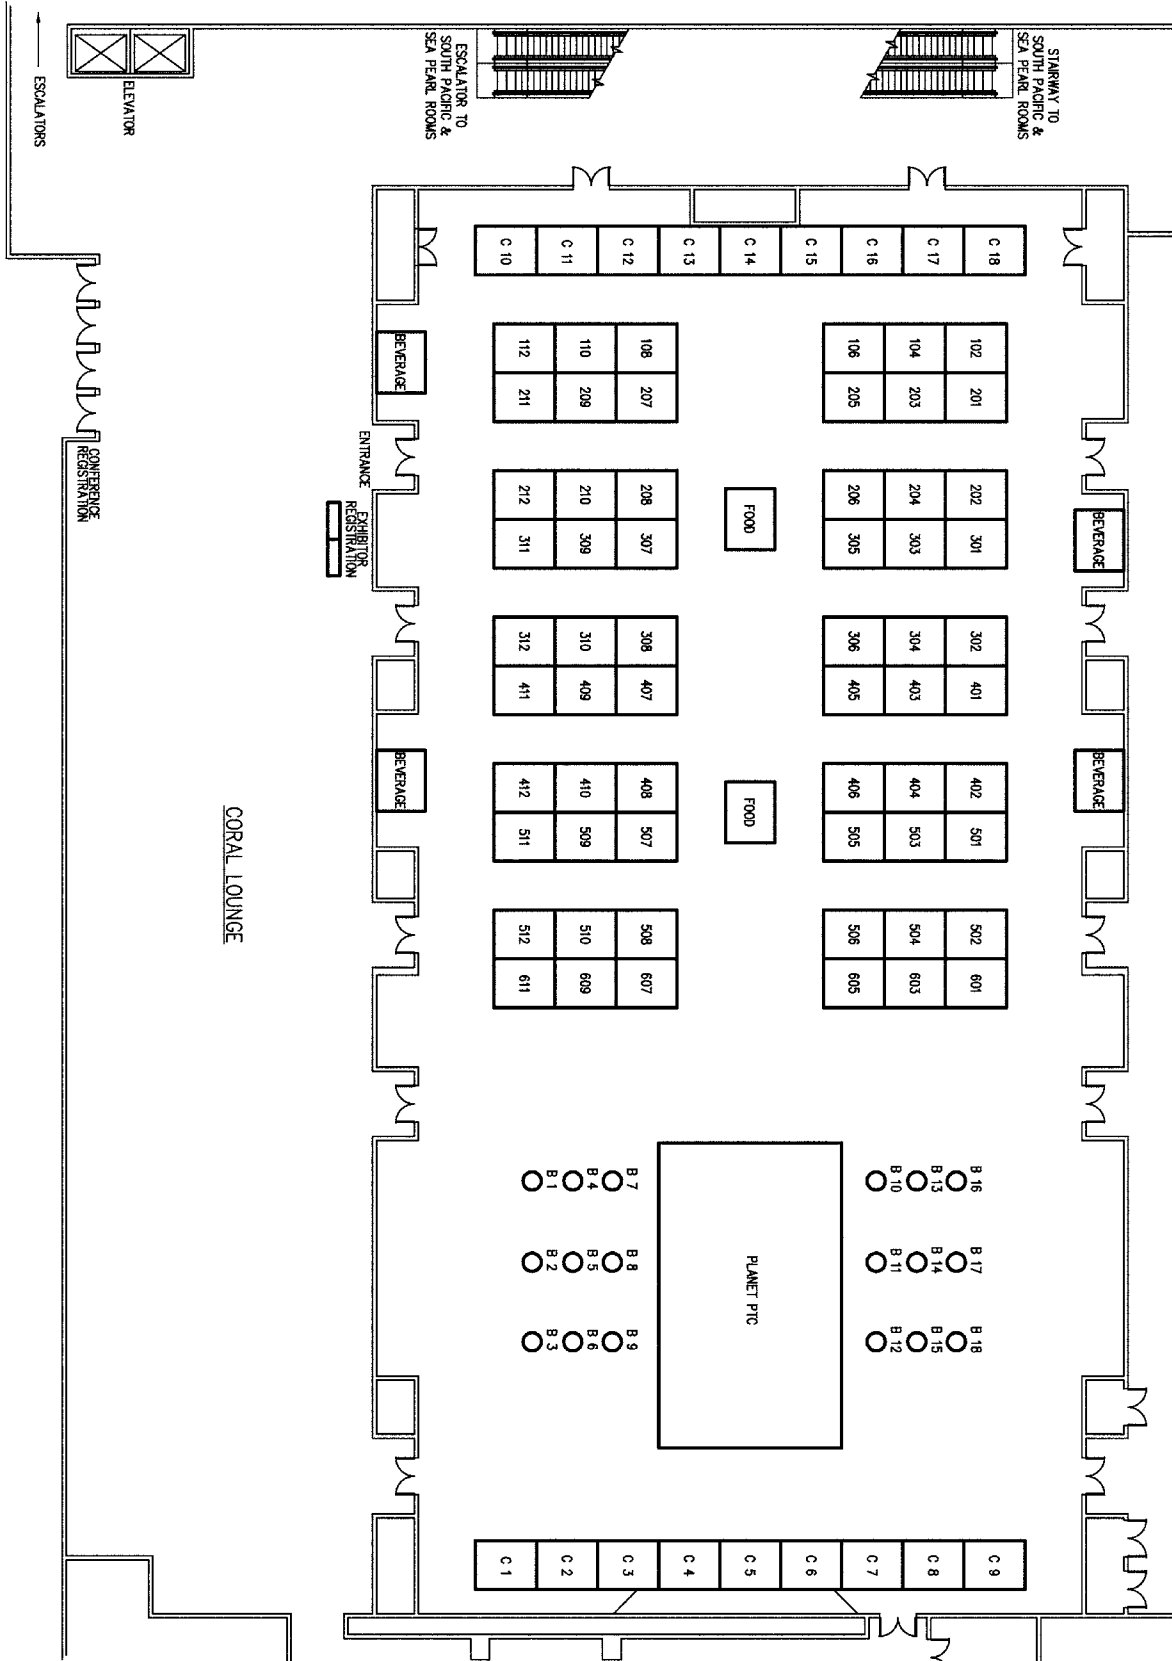 ESCALATORS
ELEVATOR
ESCALATOR TO
SOUTH PACIFIC &
SEA PEARL ROOMS
STAIRWAY TO
SOUTH PACIFIC &
SEA PEARL ROOMS
C 10
C 11
C 12
C 13
C 14
C 15
C 16
C 17
C 18
BEVERAGE
112
110
108
106
104
102
211
209
207
205
203
201
ENTRANCE
CONFERENCE
REGISTRATION
EXHIBITOR
REGISTRATION
212
210
208
FOOD
206
204
202
BEVERAGE
311
309
307
305
303
301
312
310
308
306
304
302
411
409
407
405
403
401
BEVERAGE
412
410
408
FOOD
406
404
402
BEVERAGE
511
509
507
505
503
501
CORAL LOUNGE
512
510
508
506
504
502
611
609
607
605
603
601
B 1
B 4
B 7
B 10
B 13
B 16
B 2
B 5
B 8
PLANET PTC
B 11
B 14
B 17
B 3
B 6
B 9
B 12
B 15
B 18
C 1
C 2
C 3
C 4
C 5
C 6
C 7
C 8
C 9